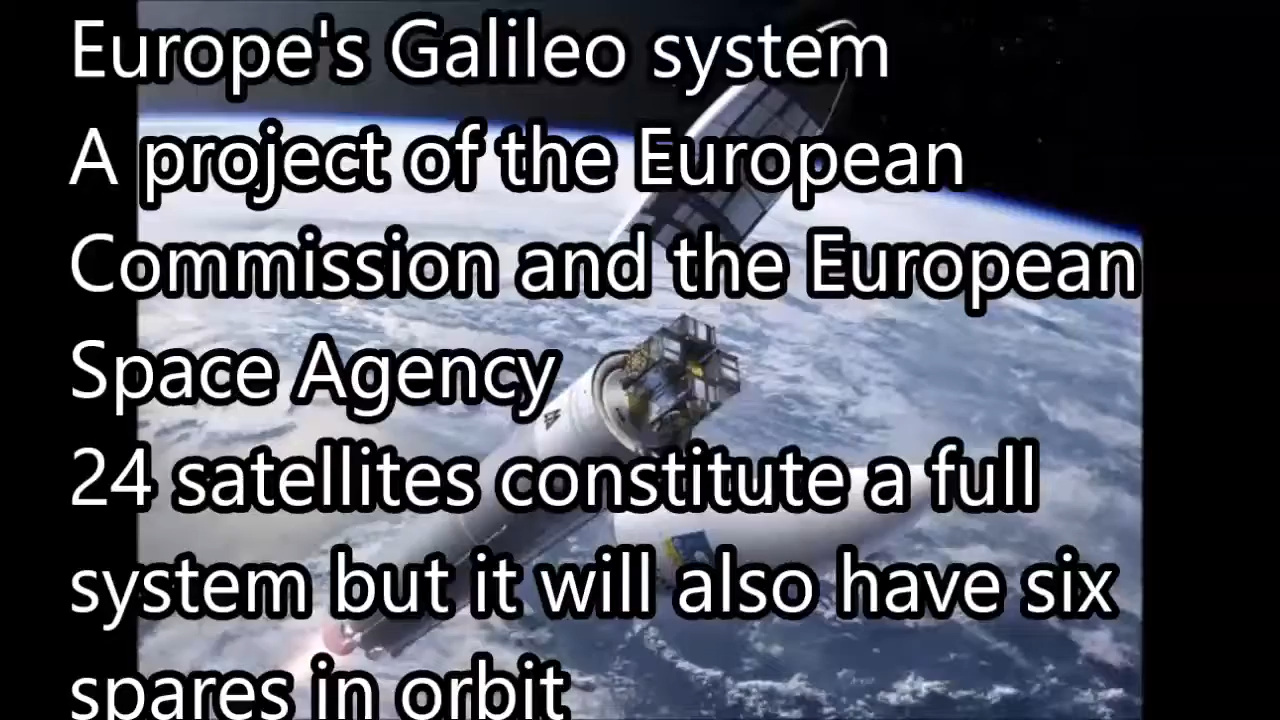 Europe's Galileo system
A project of the European
Commission and the European
Space Agency
24 satellites constitute a full
system but it will also have six
spares in orbit